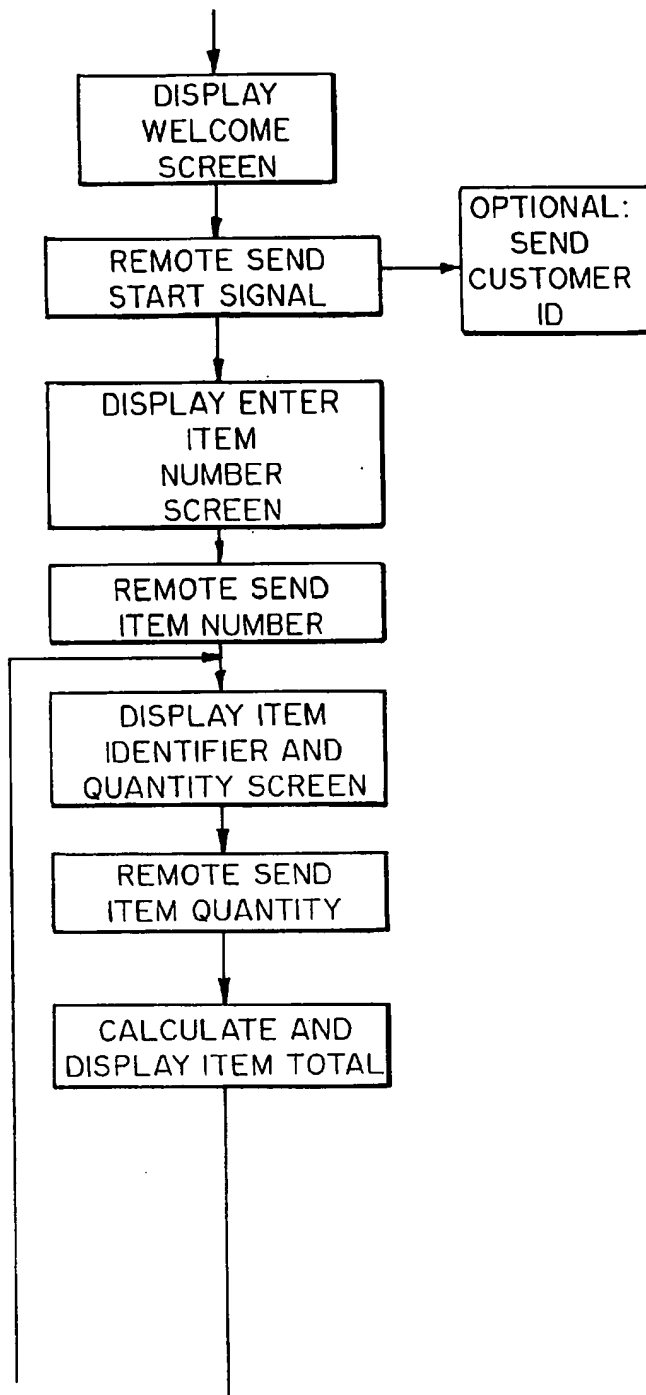 DISPLAY
WELCOME
SCREEN
REMOTE SEND
START SIGNAL
OPTIONAL:
SEND
CUSTOMER
ID
DISPLAY ENTER
ITEM
NUMBER
SCREEN
REMOTE SEND
ITEM NUMBER
DISPLAY ITEM
IDENTIFIER AND
QUANTITY SCREEN
REMOTE SEND
ITEM QUANTITY
CALCULATE AND
DISPLAY ITEM TOTAL